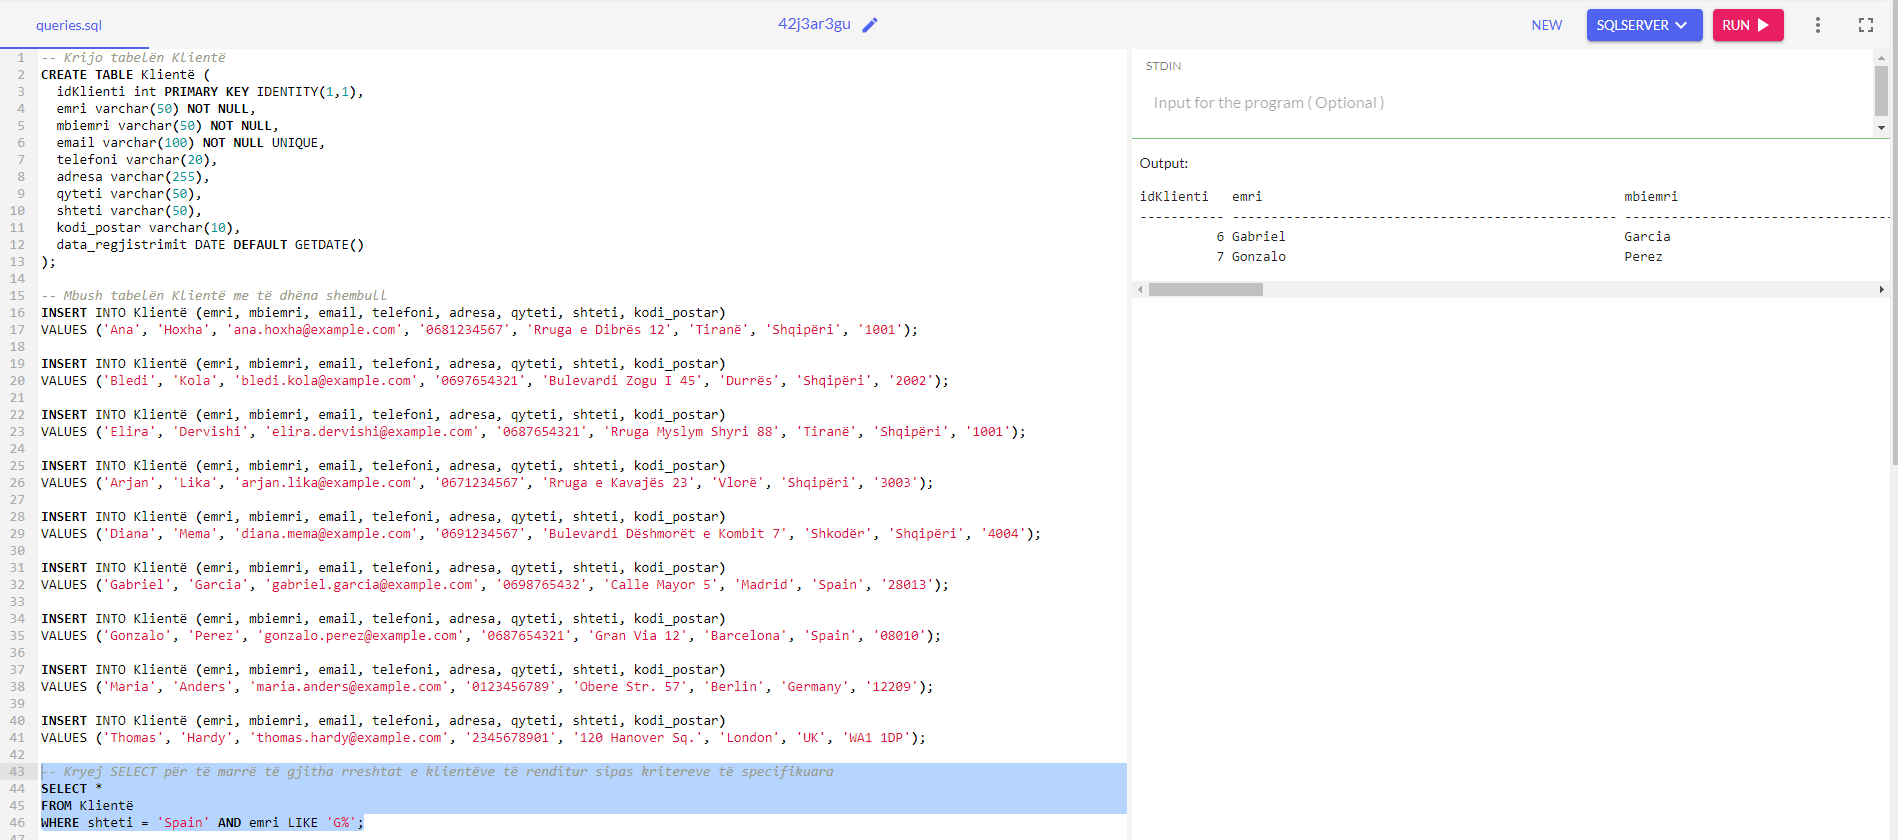 queries.sql
42j3ar3gu
NEW
SQLSERVER
RUN
1 -- Krijo tabelën Klientë
2 CREATE TABLE Klientë (
3 idKlienti int PRIMARY KEY IDENTITY(1,1),
4 emri varchar(50) NOT NULL,
5 mbiemri varchar(50) NOT NULL,
6 email varchar(100) NOT NULL UNIQUE,
7 telefoni varchar(20),
8 adresa varchar(255),
9 qyteti varchar(50),
10 shteti varchar(50),
11 kodi_postar varchar(10),
12 data_regjistrimit DATE DEFAULT GETDATE()
13 );
14
15 -- Mbush tabelën Klientë me të dhëna shembull
16 INSERT INTO Klientë (emri, mbiemri, email, telefoni, adresa, qyteti, shteti, kodi_postar)
17 VALUES ('Ana', 'Hoxha', 'ana.hoxha@example.com', '0681234567', 'Rruga e Dibrës 12', 'Tiranë', 'Shqipëri', '1001');
18
19 INSERT INTO Klientë (emri, mbiemri, email, telefoni, adresa, qyteti, shteti, kodi_postar)
20 VALUES ('Bledi', 'Kola', 'bledi.kola@example.com', '0697654321', 'Bulevardi Zogu I 45', 'Durrës', 'Shqipëri', '2002');
21
22 INSERT INTO Klientë (emri, mbiemri, email, telefoni, adresa, qyteti, shteti, kodi_postar)
23 VALUES ('Elira', 'Dervishi', 'elira.dervishi@example.com', '0687654321', 'Rruga Myslym Shyri 88', 'Tiranë', 'Shqipëri', '1001');
24
25 INSERT INTO Klientë (emri, mbiemri, email, telefoni, adresa, qyteti, shteti, kodi_postar)
26 VALUES ('Arjan', 'Lika', 'arjan.lika@example.com', '0671234567', 'Rruga e Kavajës 23', 'Vlorë', 'Shqipëri', '3003');
27
28 INSERT INTO Klientë (emri, mbiemri, email, telefoni, adresa, qyteti, shteti, kodi_postar)
29 VALUES ('Diana', 'Mema', 'diana.mema@example.com', '0691234567', 'Bulevardi Dëshmorët e Kombit 7', 'Shkodër', 'Shqipëri', '4004');
30
31 INSERT INTO Klientë (emri, mbiemri, email, telefoni, adresa, qyteti, shteti, kodi_postar)
32 VALUES ('Gabriel', 'Garcia', 'gabriel.garcia@example.com', '0698765432', 'Calle Mayor 5', 'Madrid', 'Spain', '28013');
33
34 INSERT INTO Klientë (emri, mbiemri, email, telefoni, adresa, qyteti, shteti, kodi_postar)
35 VALUES ('Gonzalo', 'Perez', 'gonzalo.perez@example.com', '0687654321', 'Gran Via 12', 'Barcelona', 'Spain', '08010');
36
37 INSERT INTO Klientë (emri, mbiemri, email, telefoni, adresa, qyteti, shteti, kodi_postar)
38 VALUES ('Maria', 'Anders', 'maria.anders@example.com', '0123456789', 'Obere Str. 57', 'Berlin', 'Germany', '12209');
39
40 INSERT INTO Klientë (emri, mbiemri, email, telefoni, adresa, qyteti, shteti, kodi_postar)
41 VALUES ('Thomas', 'Hardy', 'thomas.hardy@example.com', '2345678901', '120 Hanover Sq.', 'London', 'UK', 'WA1 1DP');
42
43 -- Kryej SELECT për të marrë të gjitha rreshtat e klientëve të renditur sipas kritereve të specifikuara
44 SELECT *
45 FROM Klientë
46 WHERE shteti = 'Spain' AND emri LIKE 'G%';
47
STDIN
Input for the program ( Optional )
Output:
idKlienti emri mbiemri
----------- -------------------------------------------------- -----------------------------------
6 Gabriel Garcia
7 Gonzalo Perez